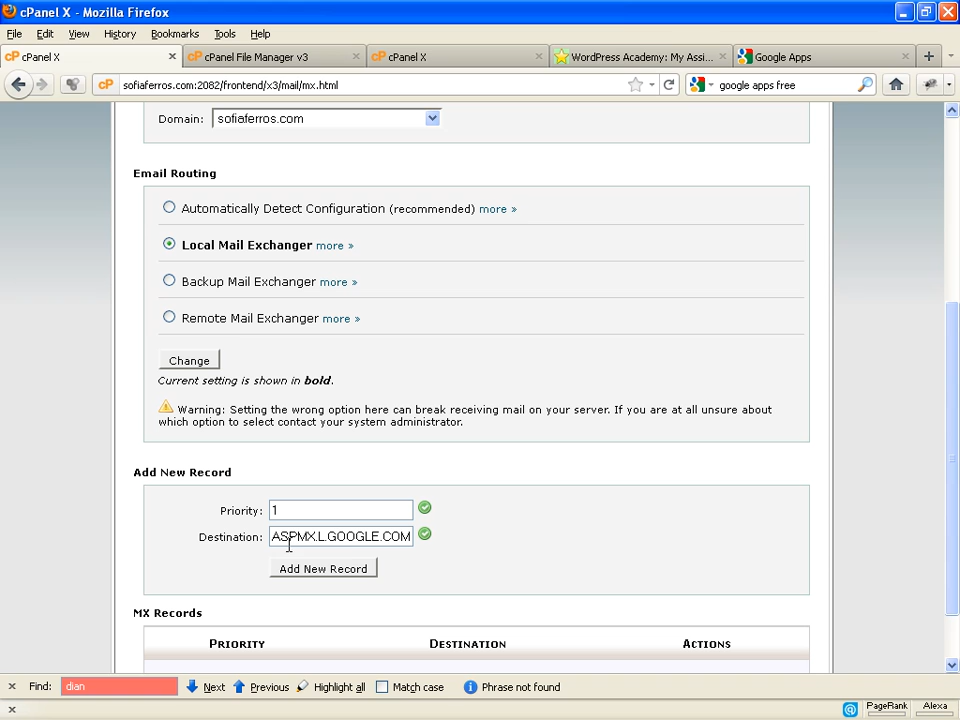 cPanel X - Mozilla Firefox
File Edit View History Bookmarks Tools Help
cP cPanel X
cP cPanel File Manager v3
cP cPanel X
WordPress Academy: My Assi...
Google Apps
cP sofiaferros.com:2082/frontend/x3/mail/mx.html
google apps free
Domain: sofiaferros.com
Email Routing
Automatically Detect Configuration (recommended) more »
Local Mail Exchanger more »
Backup Mail Exchanger more »
Remote Mail Exchanger more »
Change
Current setting is shown in bold.
Warning: Setting the wrong option here can break receiving mail on your server. If you are at all unsure about
which option to select contact your system administrator.
Add New Record
Priority: 1
Destination: ASPMX.L.GOOGLE.COM
Add New Record
MX Records
PRIORITY DESTINATION ACTIONS
Find: dian Next Previous Highlight all Match case Phrase not found
PageRank Alexa